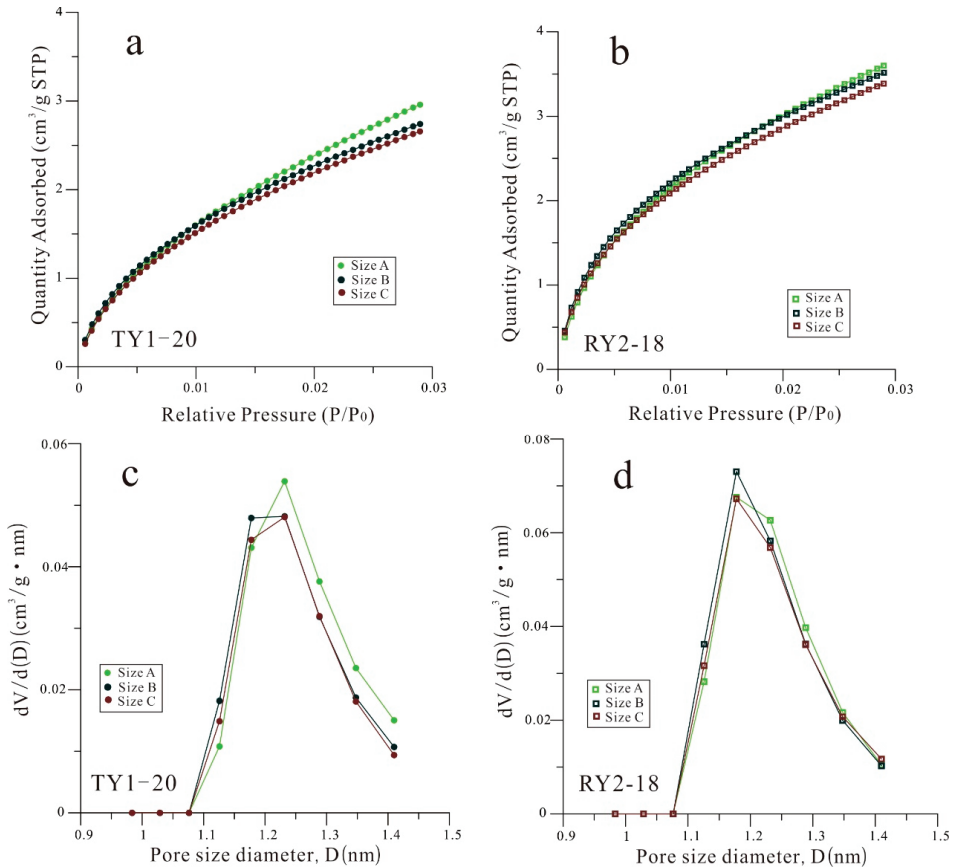 a
Quantity Adsorbed (cm³/g STP)
4
3
2
1
0
Size A
Size B
Size C
TY1-20
0
0.01
0.02
0.03
Relative Pressure (P/P₀)
b
Quantity Adsorbed (cm³/g STP)
4
3
2
1
0
Size A
Size B
Size C
RY2-18
0
0.01
0.02
0.03
Relative Pressure (P/P₀)
c
dV/d(D)(cm³/g•nm)
0.06
0.04
0.02
0
Size A
Size B
Size C
TY1-20
0.9
1
1.1
1.2
1.3
1.4
1.5
Pore size diameter, D(nm)
d
dV/d(D)(cm³/g•nm)
0.08
0.06
0.04
0.02
0
Size A
Size B
Size C
RY2-18
0.9
1
1.1
1.2
1.3
1.4
1.5
Pore size diameter, D(nm)